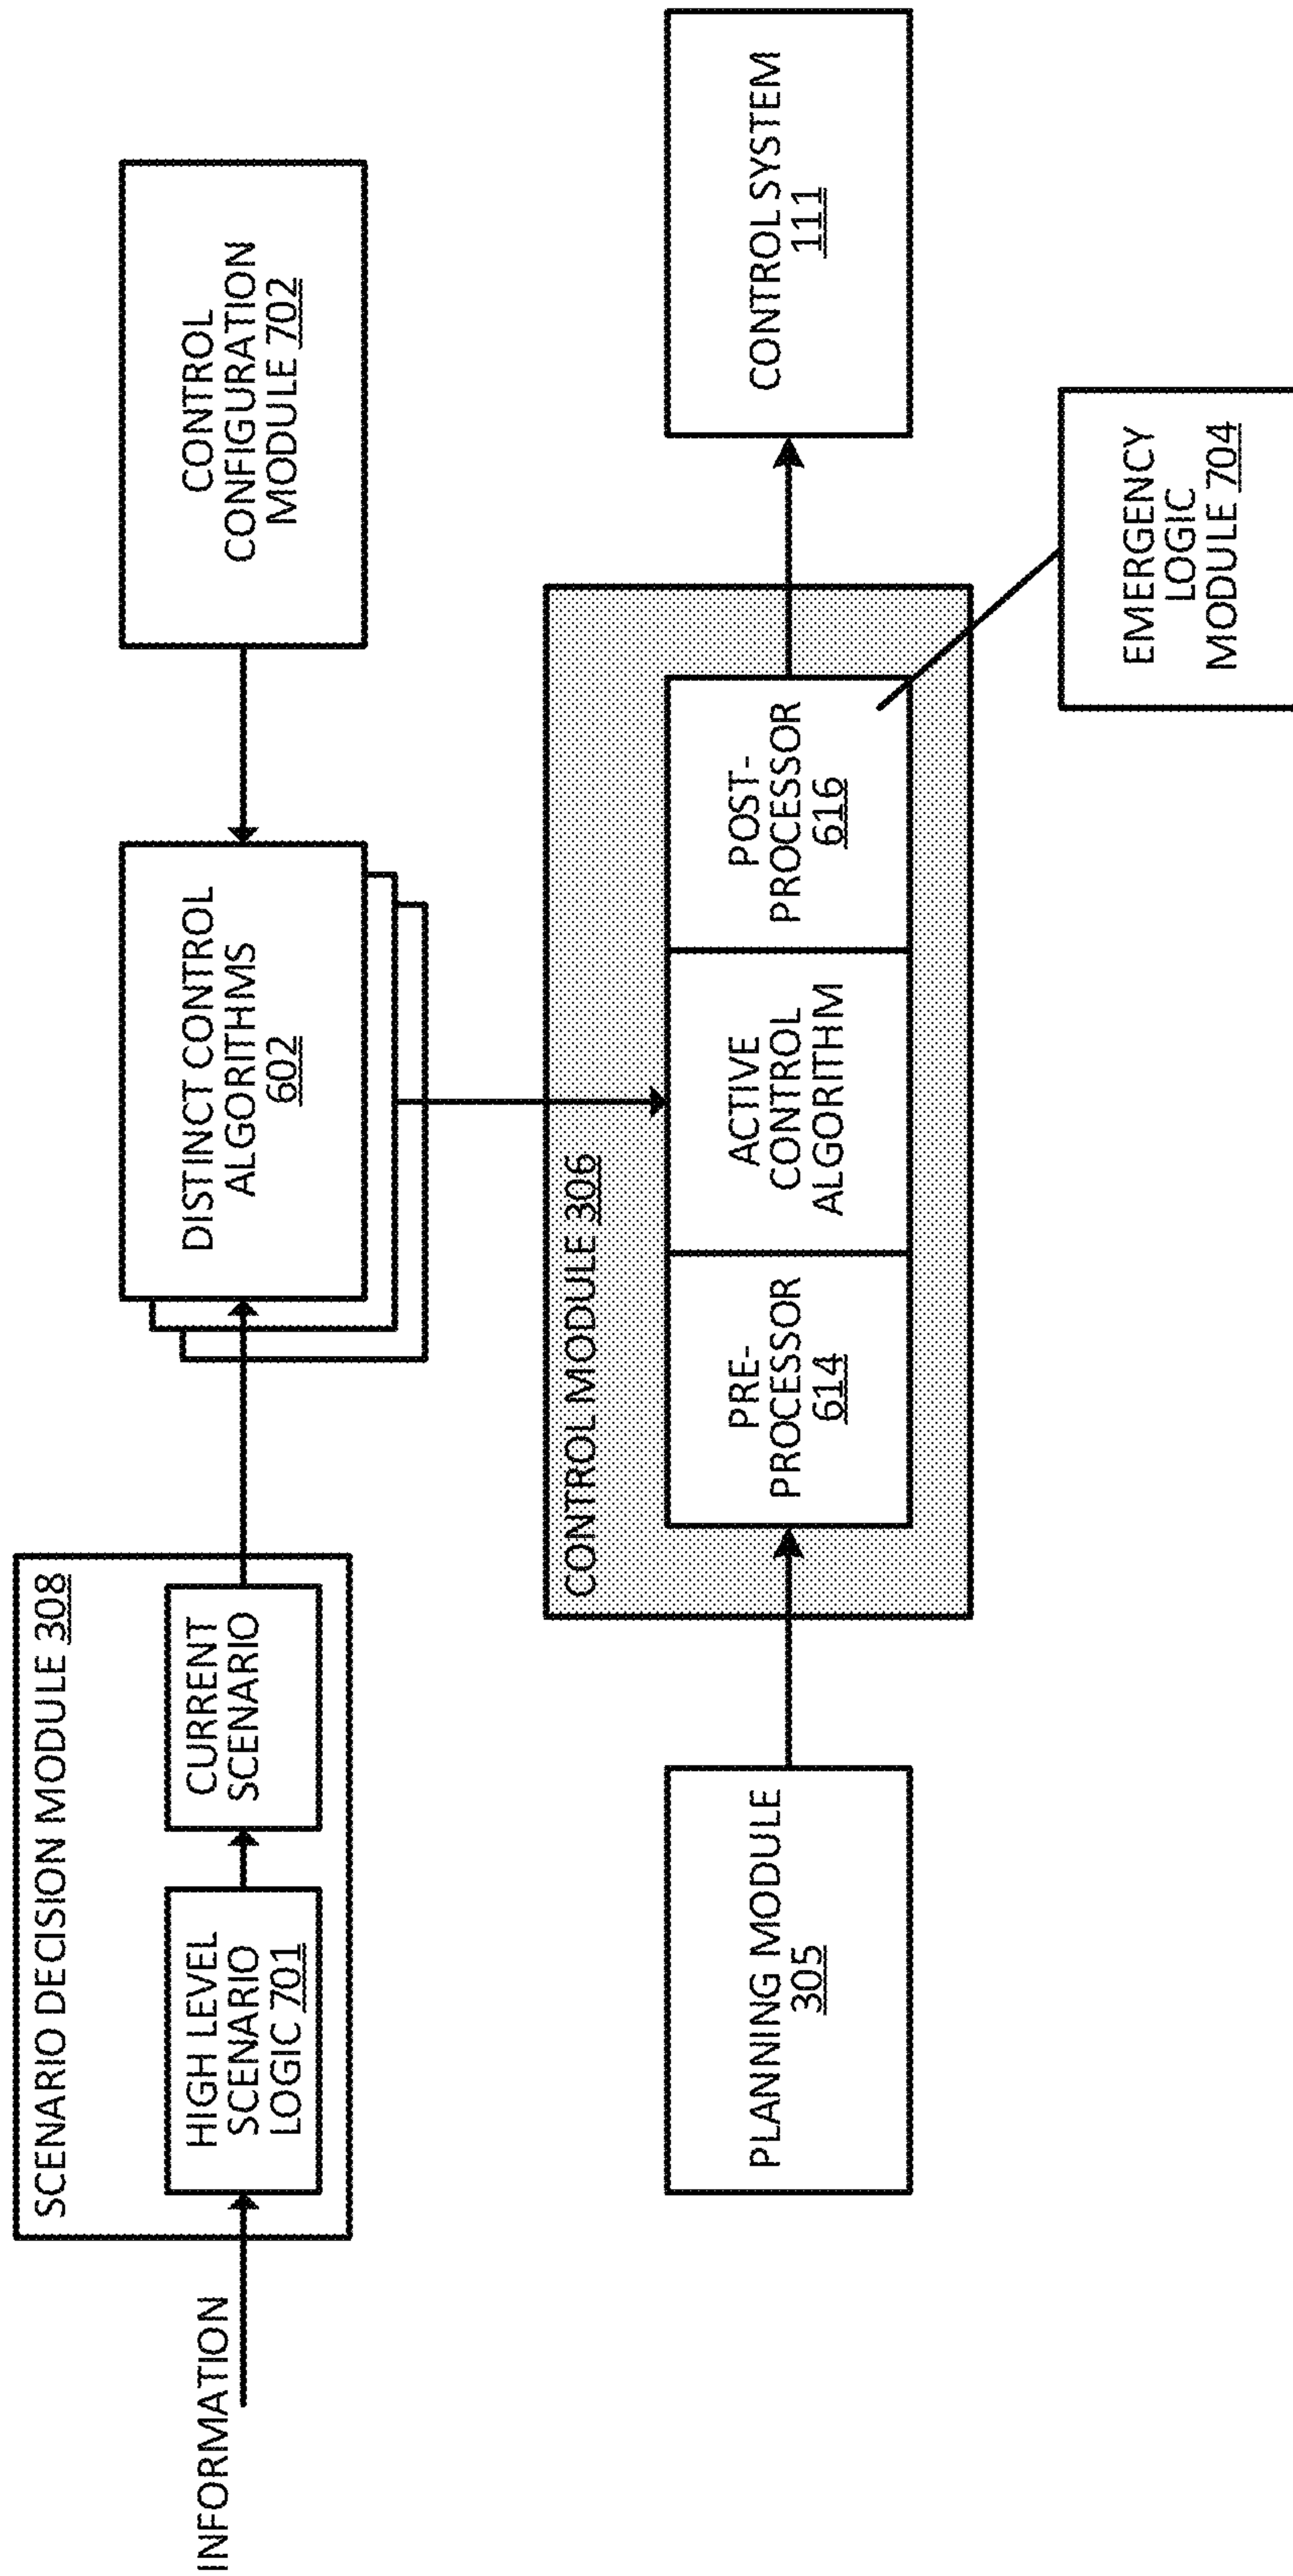 INFORMATION
SCENARIO DECISION MODULE 308
HIGH LEVEL
SCENARIO
LOGIC 701
CURRENT
SCENARIO
DISTINCT CONTROL
ALGORITHMS
602
CONTROL
CONFIGURATION
MODULE 702
PLANNING MODULE
305
CONTROL MODULE 306
PRE-
PROCESSOR
614
ACTIVE
CONTROL
ALGORITHM
POST-
PROCESSOR
616
CONTROL SYSTEM
111
EMERGENCY
LOGIC
MODULE 704